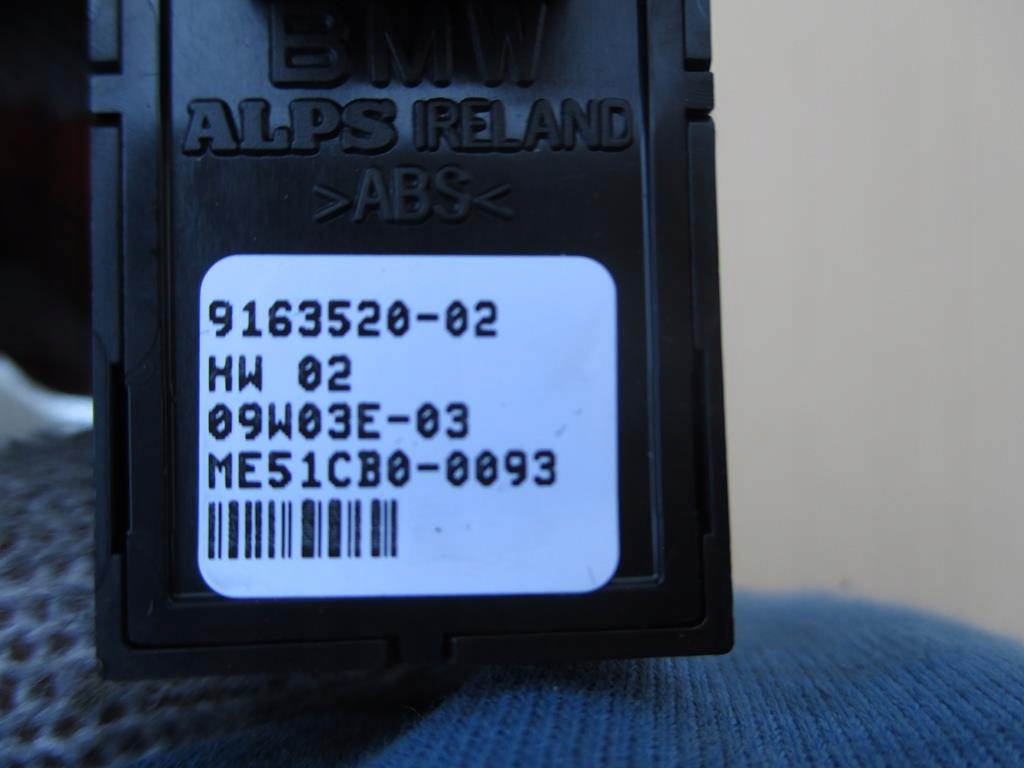 BMW
ALPS IRELAND
>ABS<
9163520-02
HW 02
09W03E-03
ME51CB0-0093